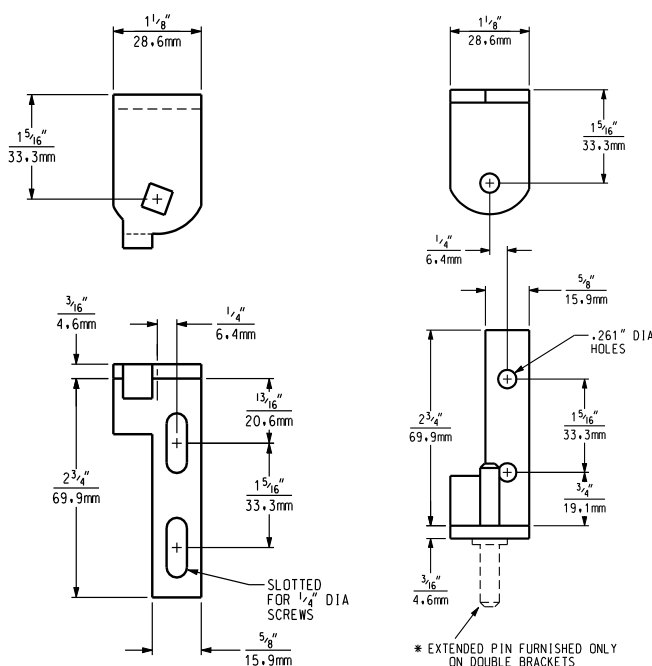 1 1/8"
28.6mm
1 5/16"
33.3mm
1 1/8"
28.6mm
1 5/16"
33.3mm
3/16"
4.6mm
1/4"
6.4mm
13/16"
20.6mm
2 3/4"
69.9mm
1 5/16"
33.3mm
SLOTTED
FOR 1/4" DIA
SCREWS
5/8"
15.9mm
1/4"
6.4mm
5/8"
15.9mm
.261" DIA
HOLES
2 3/4"
69.9mm
1 5/16"
33.3mm
3/4"
19.1mm
3/16"
4.6mm
* EXTENDED PIN FURNISHED ONLY
ON DOUBLE BRACKETS